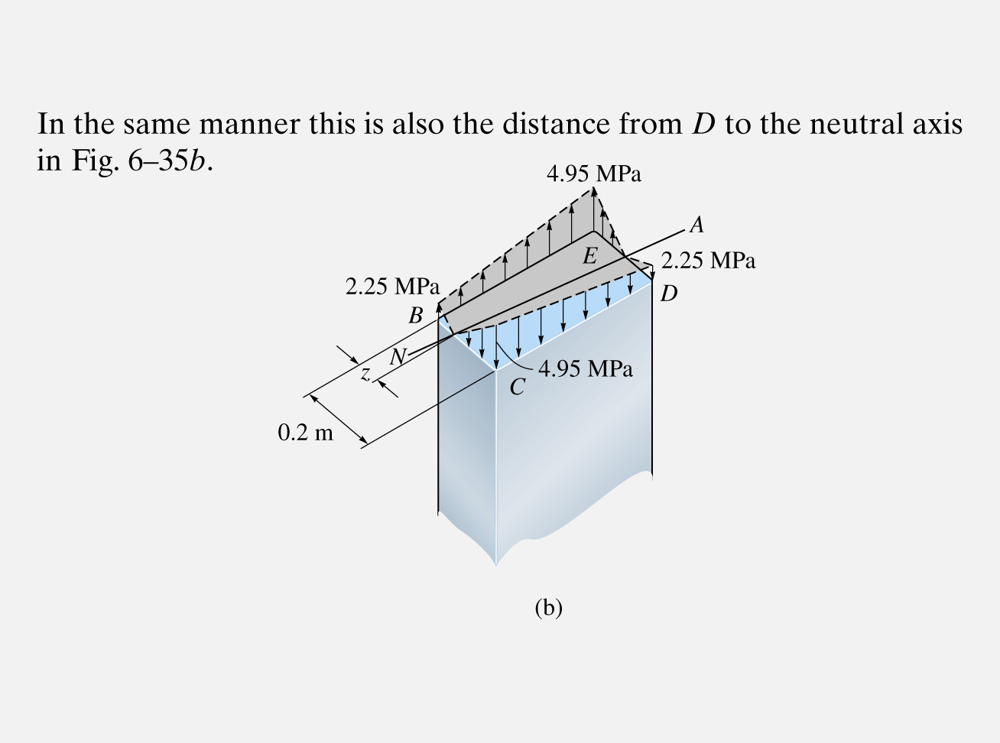 In the same manner this is also the distance from D to the neutral axis
in Fig. 6–35b.
4.95 MPa
A
E
2.25 MPa
2.25 MPa
D
B
N
z
4.95 MPa
C
0.2 m
(b)